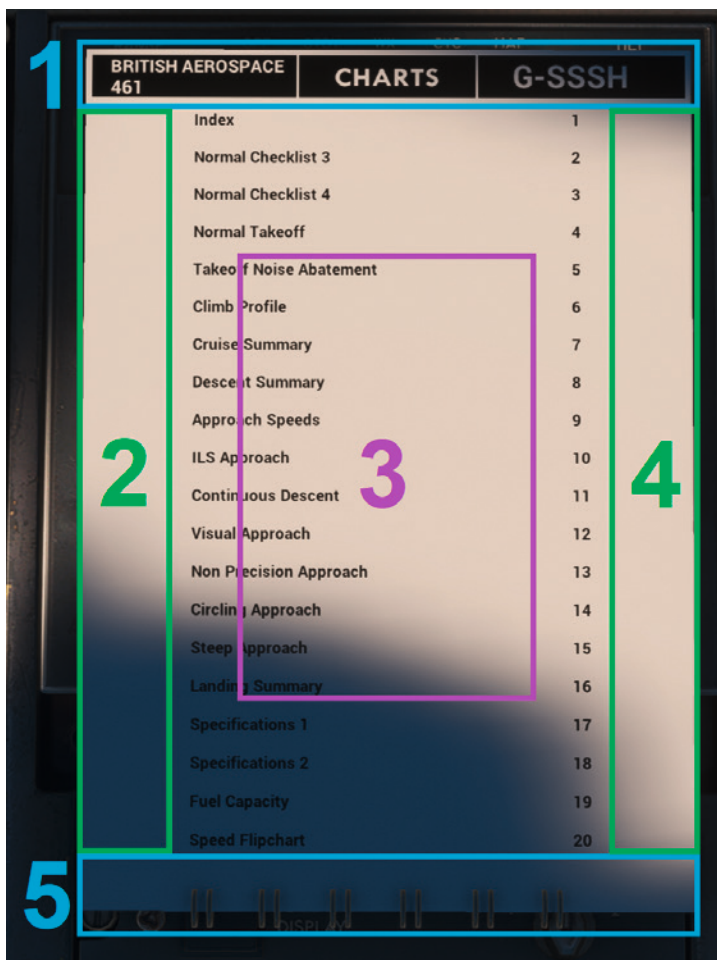 1
BRITISH AEROSPACE
461
CHARTS
G-SSSH
Index 1
Normal Checklist 3 2
Normal Checklist 4 3
Normal Takeoff 4
Takeoff Noise Abatement 5
Climb Profile 6
Cruise Summary 7
Descent Summary 8
Approach Speeds 9
ILS Approach 10
Continuous Descent 11
Visual Approach 12
Non Precision Approach 13
Circling Approach 14
Steep Approach 15
Landing Summary 16
Specifications 1 17
Specifications 2 18
Fuel Capacity 19
Speed Flipchart 20
2
3
4
5
DISPLAY